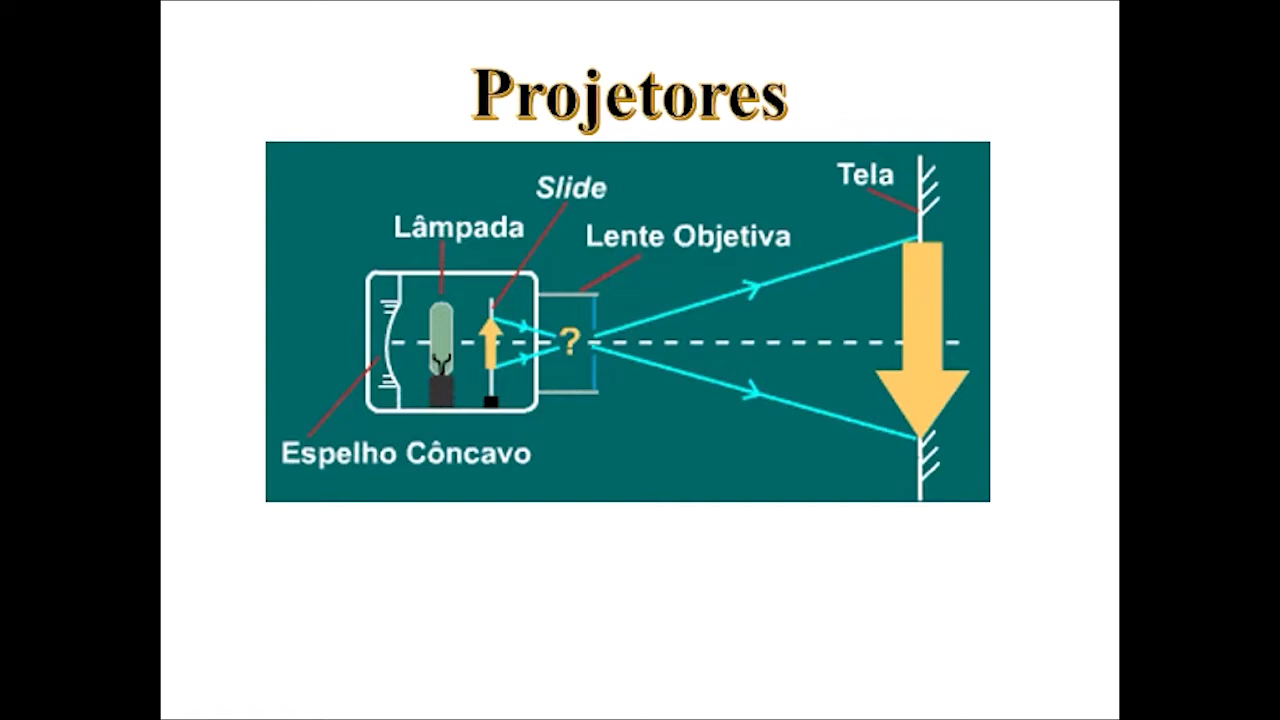 Projetores
Tela
Slide
Lâmpada
Lente Objetiva
?
Espelho Côncavo